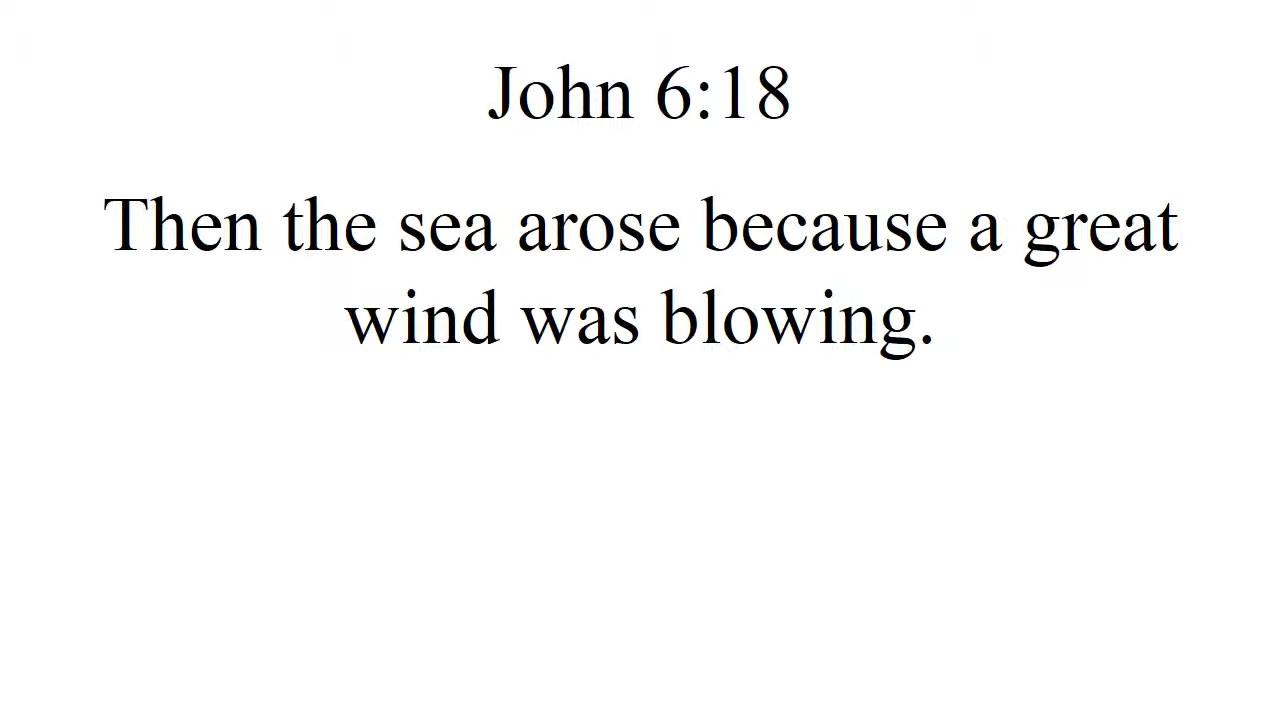 John 6:18
Then the sea arose because a great
wind was blowing.